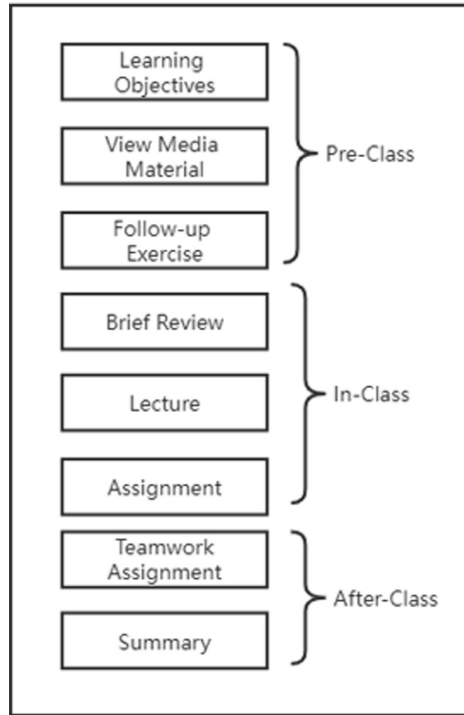 Learning
Objectives
View Media
Material
Pre-Class
Follow-up
Exercise
Brief Review
Lecture
In-Class
Assignment
Teamwork
Assignment
After-Class
Summary